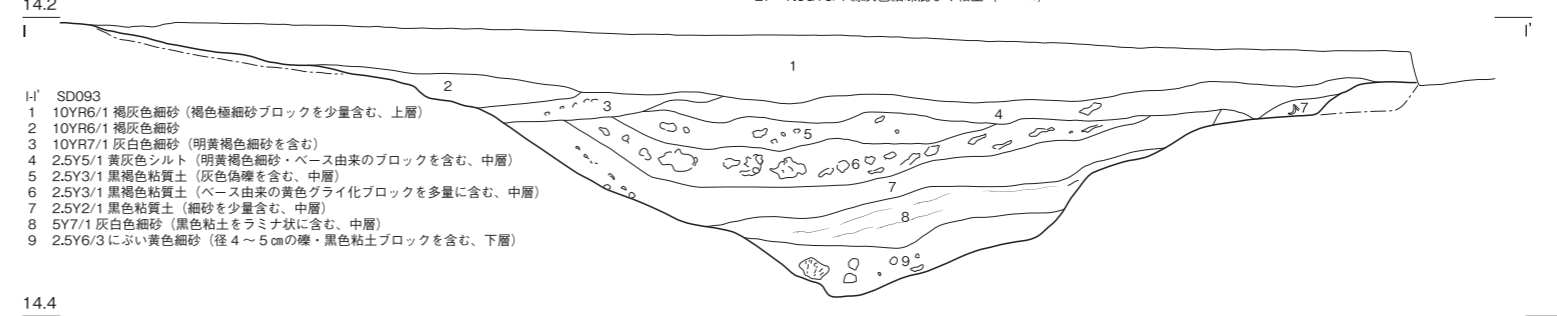 14.2
I I’
I-I’ SD093
1 10YR6/1 褐灰色細砂（褐色極細砂ブロックを少量含む、上層）
2 10YR6/1 褐灰色細砂
3 10YR7/1 灰白色細砂（明黄褐色細砂を含む）
4 2.5Y5/1 黄灰色シルト（明黄褐色細砂・ベース由来のブロックを含む、中層）
5 2.5Y3/1 黒褐色粘質土（灰色偽礫を含む、中層）
6 2.5Y3/1 黒褐色粘質土（ベース由来の黄色グライ化ブロックを多量に含む、中層）
7 2.5Y2/1 黒色粘質土（細砂を少量含む、中層）
8 5Y7/1 灰白色細砂（黒色粘土をラミナ状に含む、中層）
9 2.5Y6/3 にぶい黄色細砂（径４～５㎝の礫・黒色粘土ブロックを含む、下層）
1
2
3
4
5
6
7
7
8
9
14.4